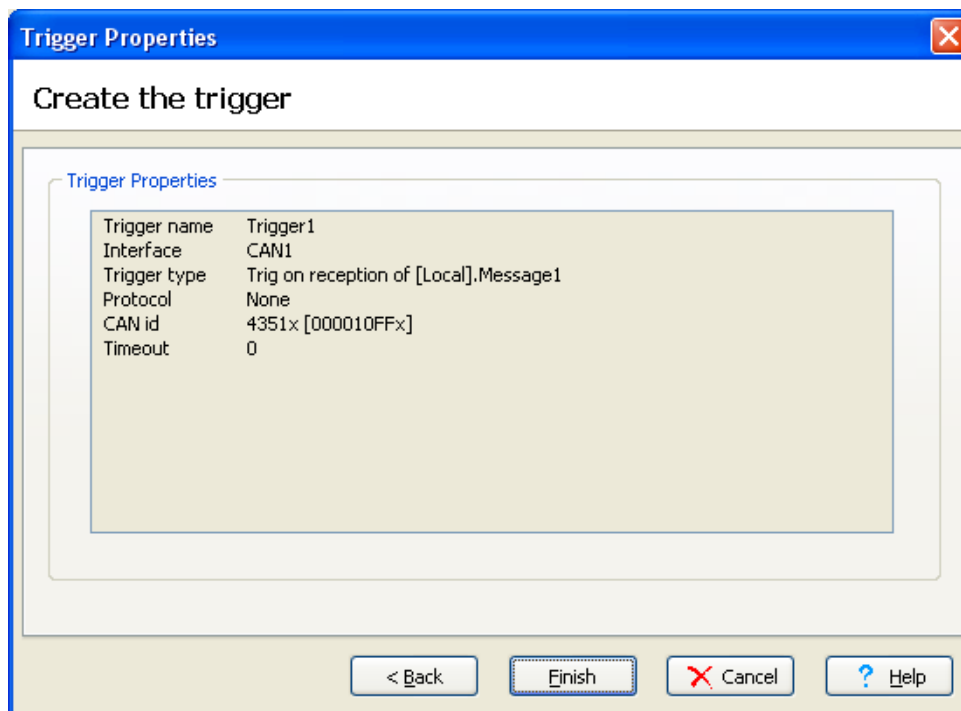 Trigger Properties
Create the trigger
Trigger Properties
Trigger name Trigger1
Interface CAN1
Trigger type Trig on reception of [Local].Message1
Protocol None
CAN id 4351x [000010FFx]
Timeout 0
< Back Finish Cancel ? Help